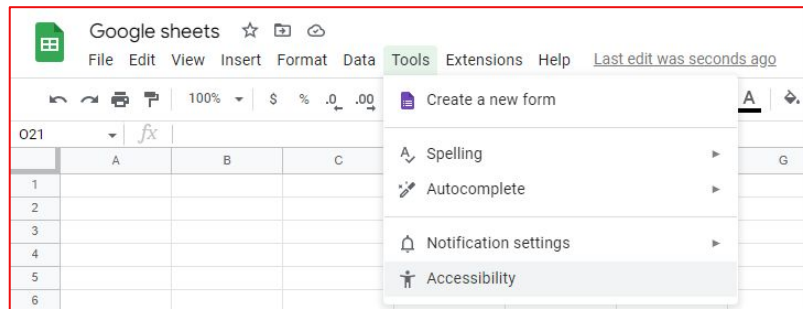 Google sheets
File Edit View Insert Format Data Tools Extensions Help Last edit was seconds ago
100% $ % .0 .00 A
Create a new form
O21 fx
Spelling
A B C G
Autocomplete
1
2
3
Notification settings
4
5
Accessibility
6